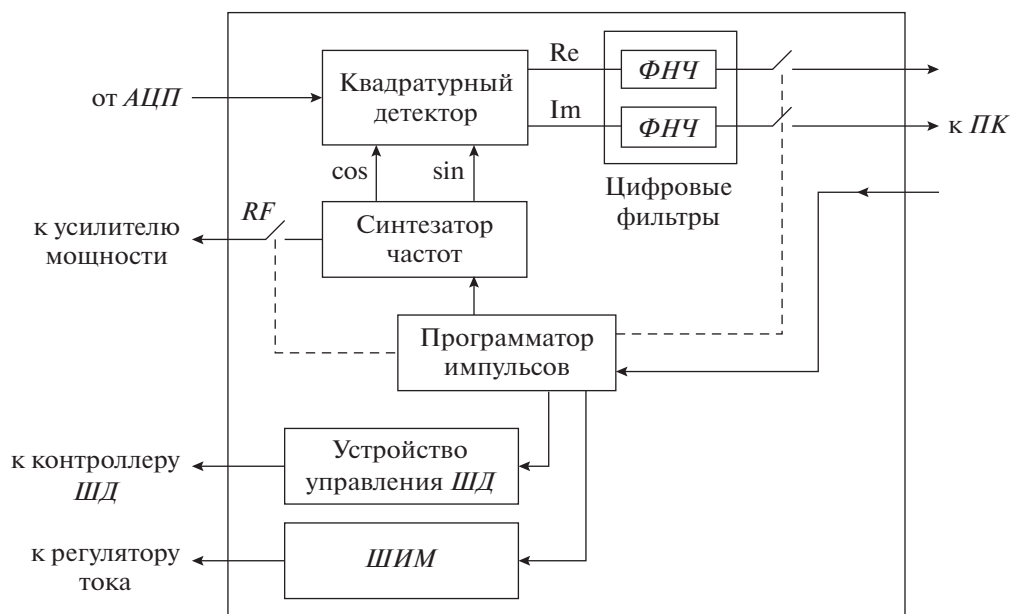 Re
ФНЧ
от АЦП
Квадратурный
детектор
Im
ФНЧ
к ПК
cos
sin
Цифровые
фильтры
RF
к усилителю
мощности
Синтезатор
частот
Программатор
импульсов
к контроллеру
ШД
Устройство
управления ШД
к регулятору
тока
ШИМ